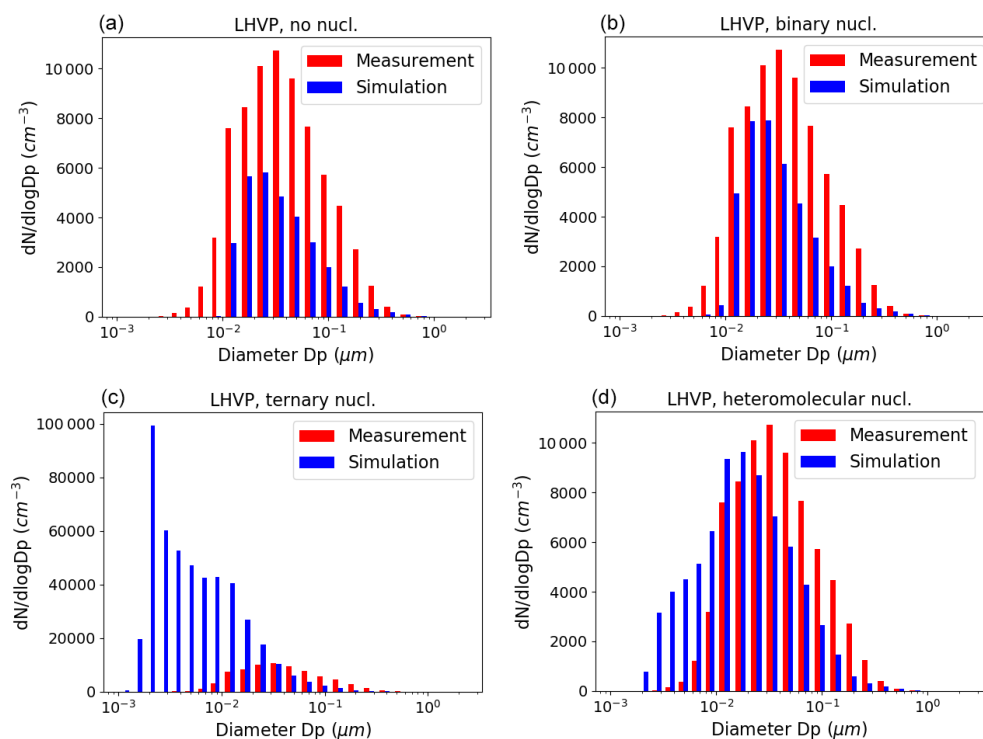 (a) LHVP, no nucl.
10 000
8000
6000
4000
2000
0
dN/dlogDp (cm⁻³)
Measurement
Simulation
10⁻³ 10⁻² 10⁻¹ 10⁰
Diameter Dp (μm)
(b) LHVP, binary nucl.
10 000
8000
6000
4000
2000
0
dN/dlogDp (cm⁻³)
Measurement
Simulation
10⁻³ 10⁻² 10⁻¹ 10⁰
Diameter Dp (μm)
(c) LHVP, ternary nucl.
100 000
80000
60000
40000
20000
0
dN/dlogDp (cm⁻³)
Measurement
Simulation
10⁻³ 10⁻² 10⁻¹ 10⁰
Diameter Dp (μm)
(d) LHVP, heteromolecular nucl.
10 000
8000
6000
4000
2000
0
dN/dlogDp (cm⁻³)
Measurement
Simulation
10⁻³ 10⁻² 10⁻¹ 10⁰
Diameter Dp (μm)